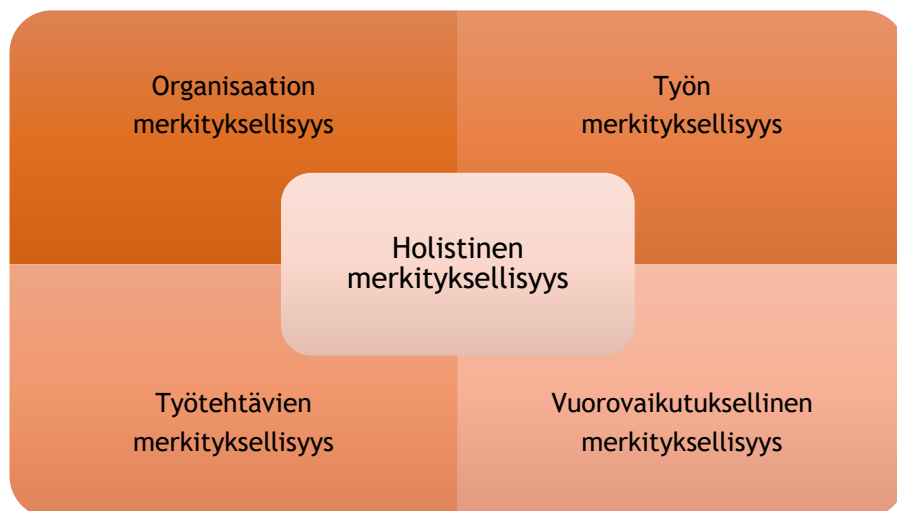 Organisaation
merkityksellisyys
Työn
merkityksellisyys
Holistinen
merkityksellisyys
Työtehtävien
merkityksellisyys
Vuorovaikutuksellinen
merkityksellisyys